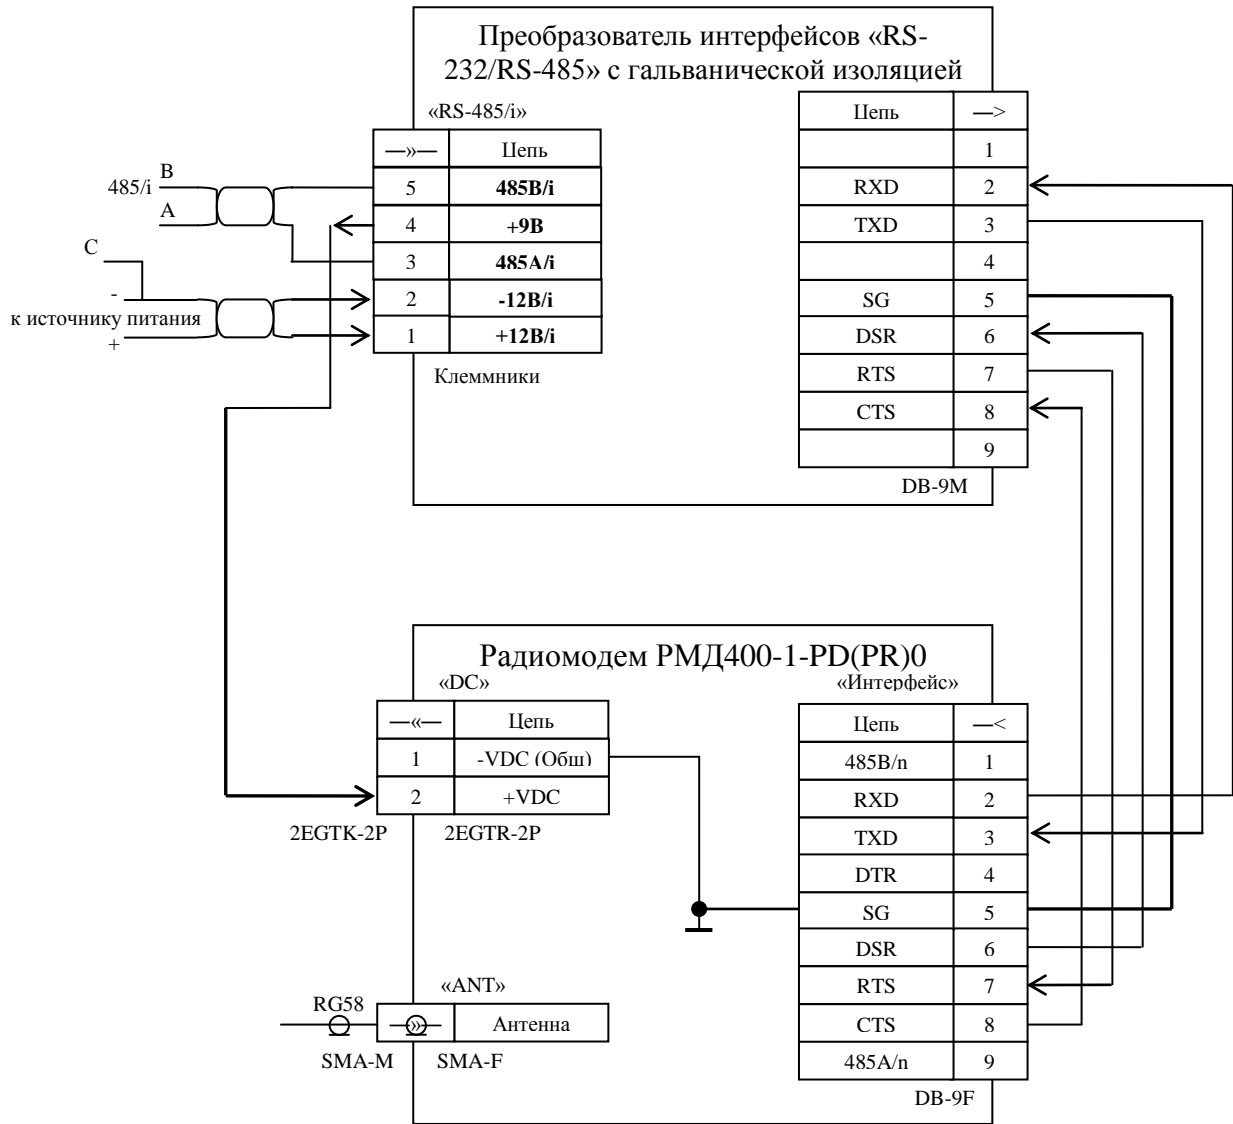 Преобразователь интерфейсов «RS-
232/RS-485» с гальванической изоляцией
«RS-485/i»
—»— Цепь
5 485B/i
4 +9В
3 485A/i
2 -12В/i
1 +12В/i
Клеммники
485/i
B
A
C
-
к источнику питания
+
Цепь —>
1
RXD 2
TXD 3
4
SG 5
DSR 6
RTS 7
CTS 8
9
DB-9M
Радиомодем РМД400-1-PD(PR)0
«DC»
—«— Цепь
1 -VDC (Общ)
2 +VDC
2EGTK-2P 2EGTR-2P
«ANT»
RG58
—»— Антенна
SMA-M SMA-F
«Интерфейс»
Цепь —<
485B/n 1
RXD 2
TXD 3
DTR 4
SG 5
DSR 6
RTS 7
CTS 8
485A/n 9
DB-9F